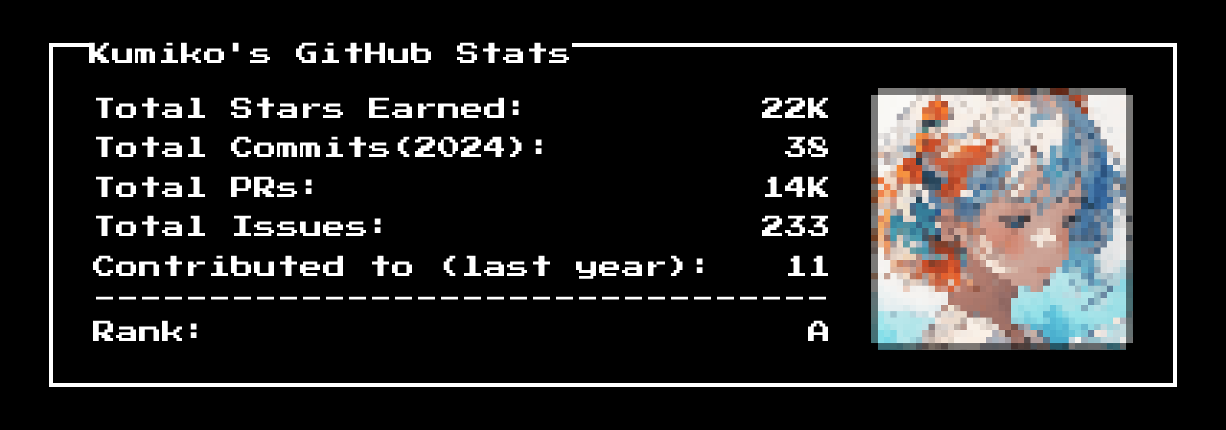 Kumiko's GitHub Stats
Total Stars Earned: 22K
Total Commits(2024): 38
Total PRs: 14K
Total Issues: 233
Contributed to (last year): 11
--------------------------------
Rank: A